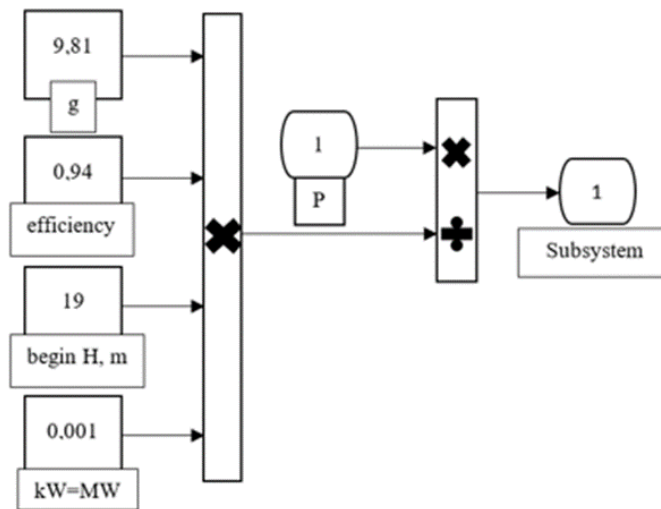 9,81
g
0,94
efficiency
19
begin H, m
0,001
kW=MW
1
P
1
Subsystem